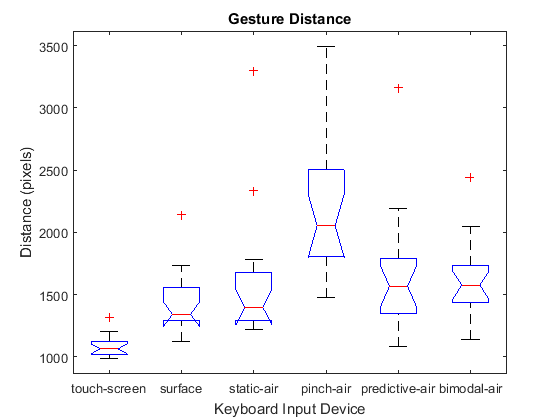 Gesture Distance
3500
3000
2500
2000
1500
1000
Distance (pixels)
touch-screen surface static-air pinch-air predictive-air bimodal-air
Keyboard Input Device